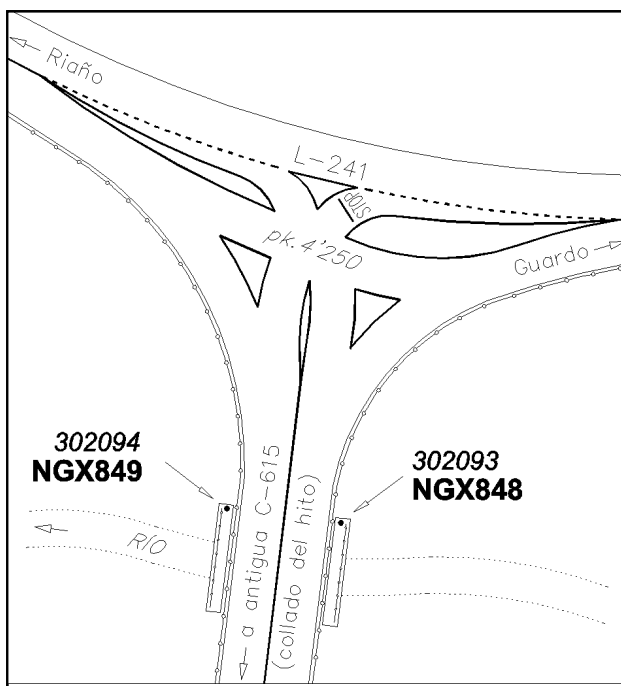 Riaño
L-241
STOP
pk. 4'250
Guardo
302094
NGX849
302093
NGX848
RÍO
a antigua C-615
(collado del hito)